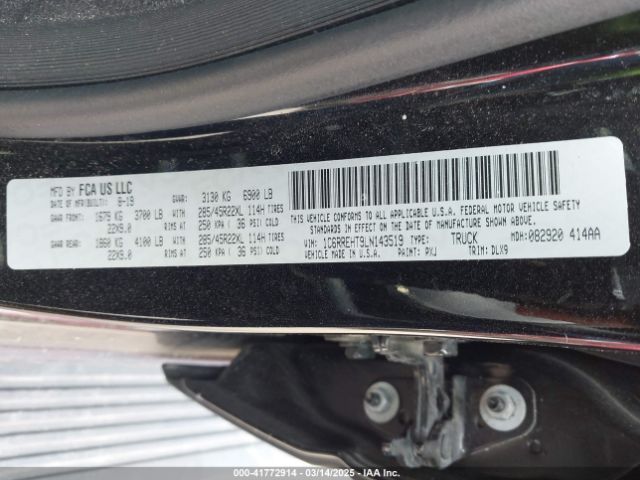 MFD BY FCA US LLC
DATE OF MFR/BUILT: 8-19 GVWR: 3130 KG 6900 LB
GAWR FRONT: 1679 KG 3700 LB WITH 285/45R22XL 114H TIRES
22X9.0 RIMS AT 250 KPA ( 36 PSI) COLD
GAWR REAR: 1860 KG 4100 LB WITH 285/45R22XL 114H TIRES
22X9.0 RIMS AT 250 KPA ( 36 PSI) COLD
THIS VEHICLE CONFORMS TO ALL APPLICABLE U.S.A. FEDERAL MOTOR VEHICLE SAFETY
STANDARDS IN EFFECT ON THE DATE OF MANUFACTURE SHOWN ABOVE.
VIN: 1C6RREHT9LN143519 TYPE: TRUCK MDH: 082920 414AA
VEHICLE MADE IN U.S.A. PAINT: PXJ TRIM: DLX9
000-41772914 | 03/14/2025 | IAA Inc.